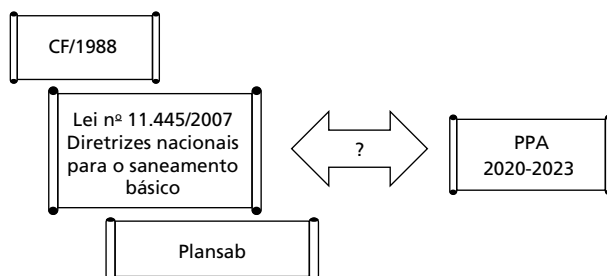 CF/1988
Lei nº 11.445/2007
Diretrizes nacionais
para o saneamento
básico
?
PPA
2020-2023
Plansab